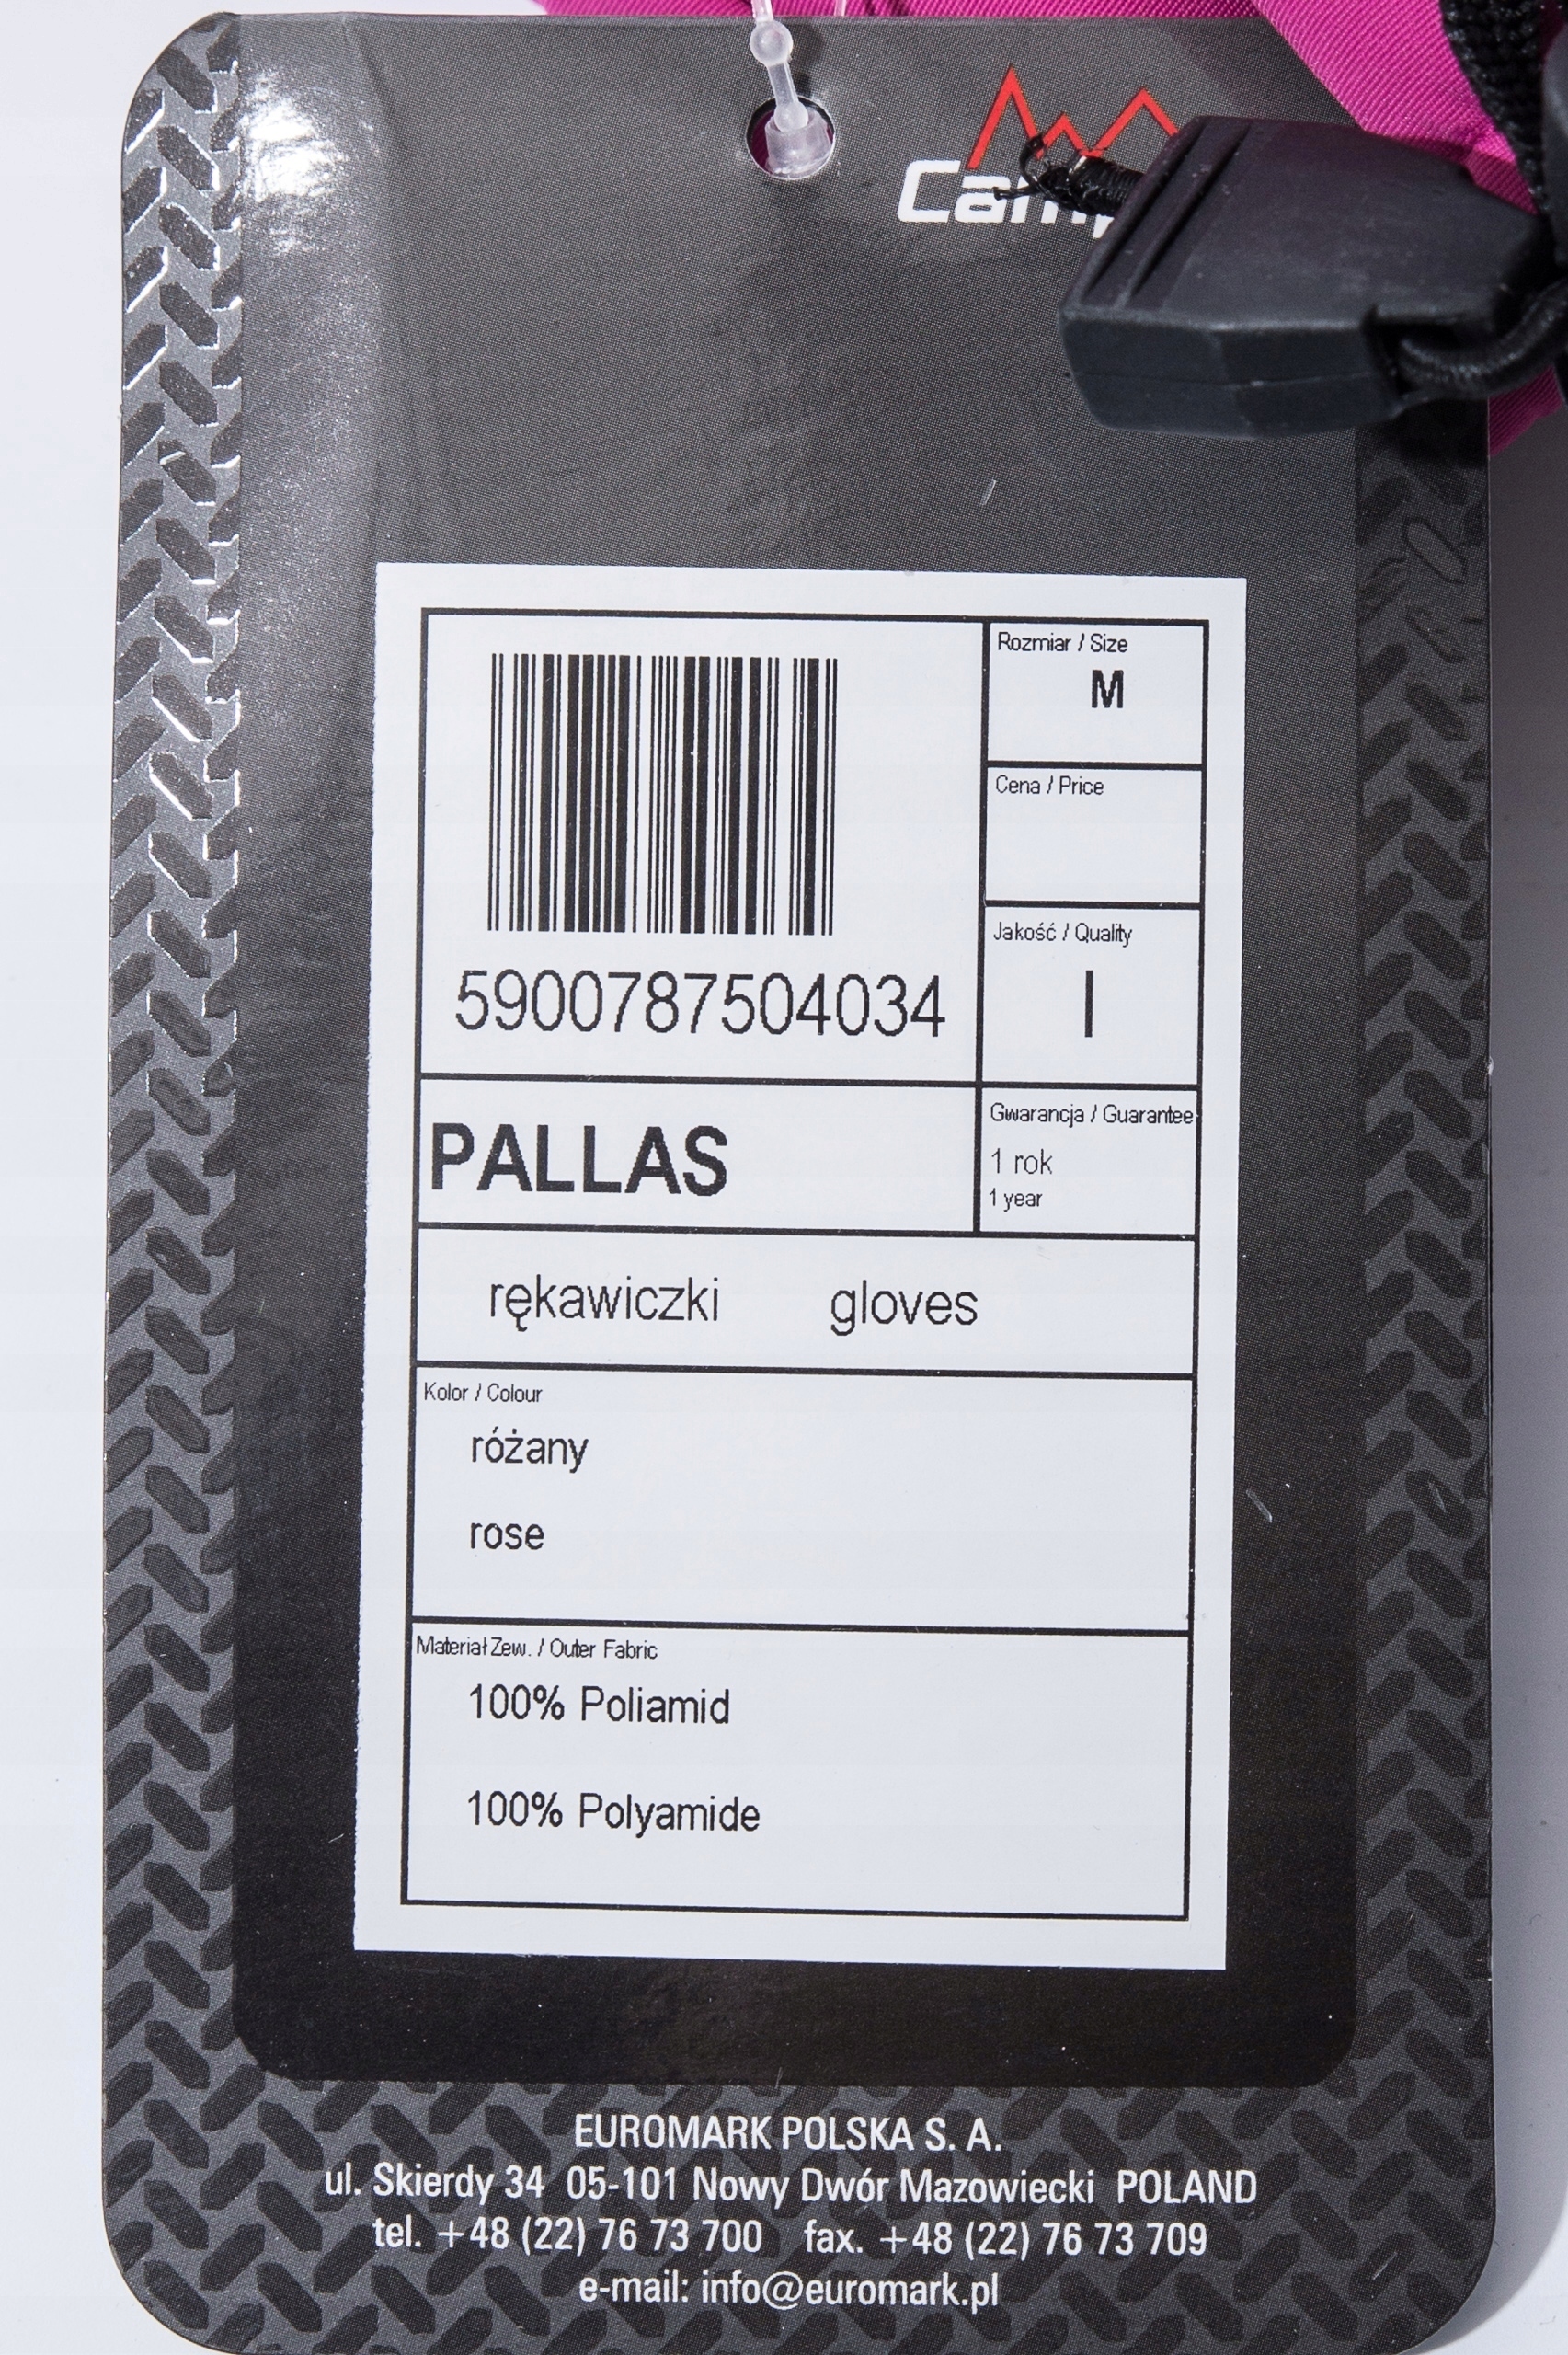 Rozmiar / Size
M
Cena / Price
Jakość / Quality
I
5900787504034
PALLAS
Gwarancja / Guarantee
1 rok
1 year
rękawiczki gloves
Kolor / Colour
różany
rose
Materiał Zew. / Outer Fabric
100% Poliamid
100% Polyamide
EUROMARK POLSKA S. A.
ul. Skierdy 34 05-101 Nowy Dwór Mazowiecki POLAND
tel. +48 (22) 76 73 700 fax. +48 (22) 76 73 709
e-mail: info@euromark.pl